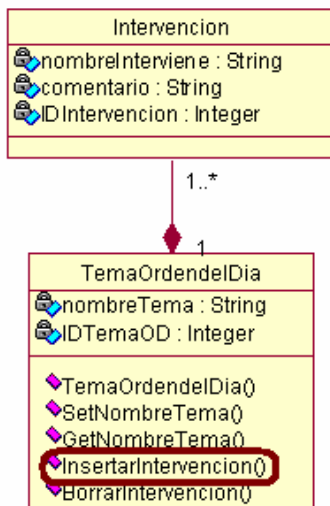 Intervencion
nombreInterviene : String
comentario : String
IDIntervencion : Integer
1..*
1
TemaOrdendelDia
nombreTema : String
IDTemaOD : Integer
TemaOrdendelDia()
SetNombreTema()
GetNombreTema()
InsertarIntervencion()
BorrarIntervencion()